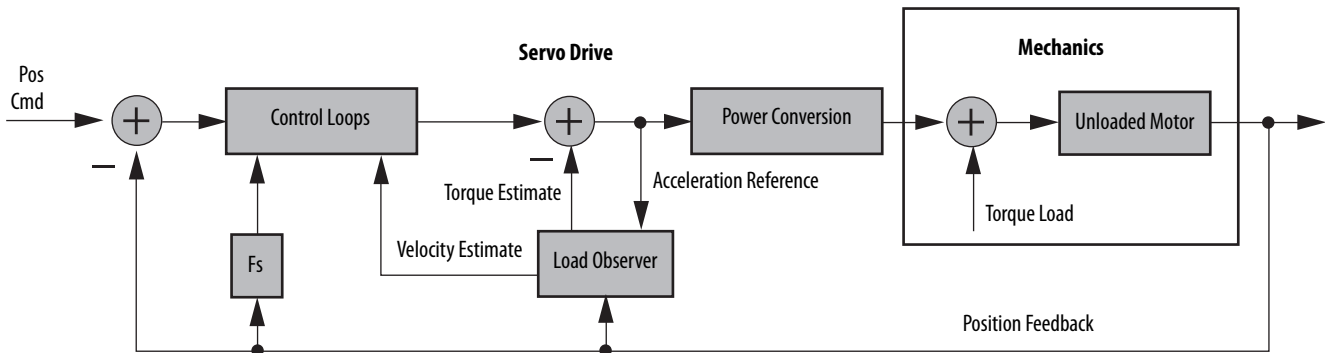 Servo Drive
Mechanics
Pos
Cmd
+
Control Loops
+
Power Conversion
+
Unloaded Motor
−
−
Torque Estimate
Acceleration Reference
Torque Load
Fs
Velocity Estimate
Load Observer
Position Feedback